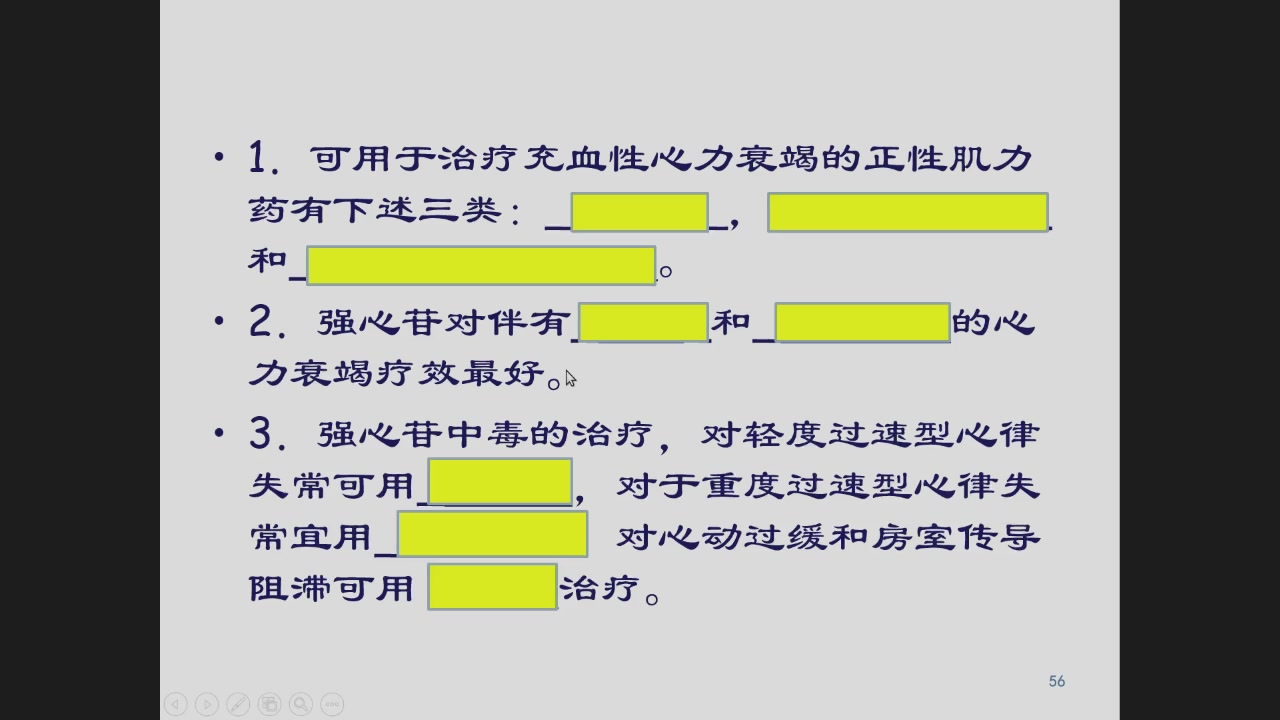 • 1. 可用于治疗充血性心力衰竭的正性肌力
药有下述三类：_ _，
和_ 。
• 2. 强心苷对伴有_ 和_ 的心
力衰竭疗效最好。
• 3. 强心苷中毒的治疗，对轻度过速型心律
失常可用_ ，对于重度过速型心律失
常宜用_ 对心动过缓和房室传导
阻滞可用 治疗。
56